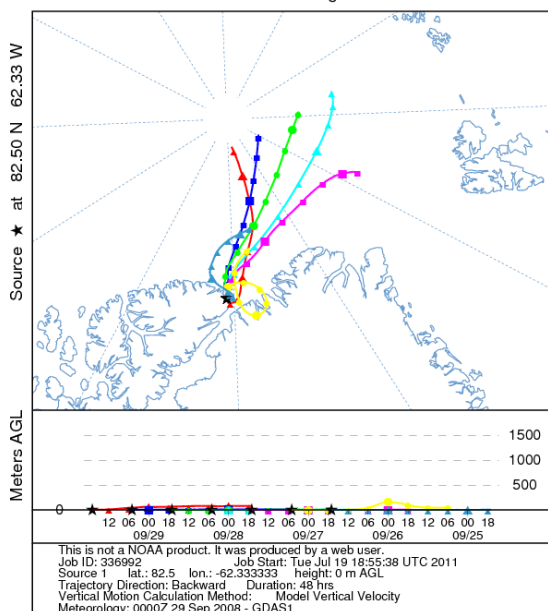 Source ★ at 82.50 N 62.33 W
Meters AGL
1500
1000
500
0
12 06 00 18 12 06 00 18 12 06 00 18 12 06 00 18 12 06 00 18
09/29 09/28 09/27 09/26 09/25
This is not a NOAA product. It was produced by a web user.
Job ID: 336992 Job Start: Tue Jul 19 18:55:38 UTC 2011
Source 1 lat.: 82.5 lon.: -62.333333 height: 0 m AGL
Trajectory Direction: Backward Duration: 48 hrs
Vertical Motion Calculation Method: Model Vertical Velocity
Meteorology: 0000Z 29 Sep 2008 - GDAS1